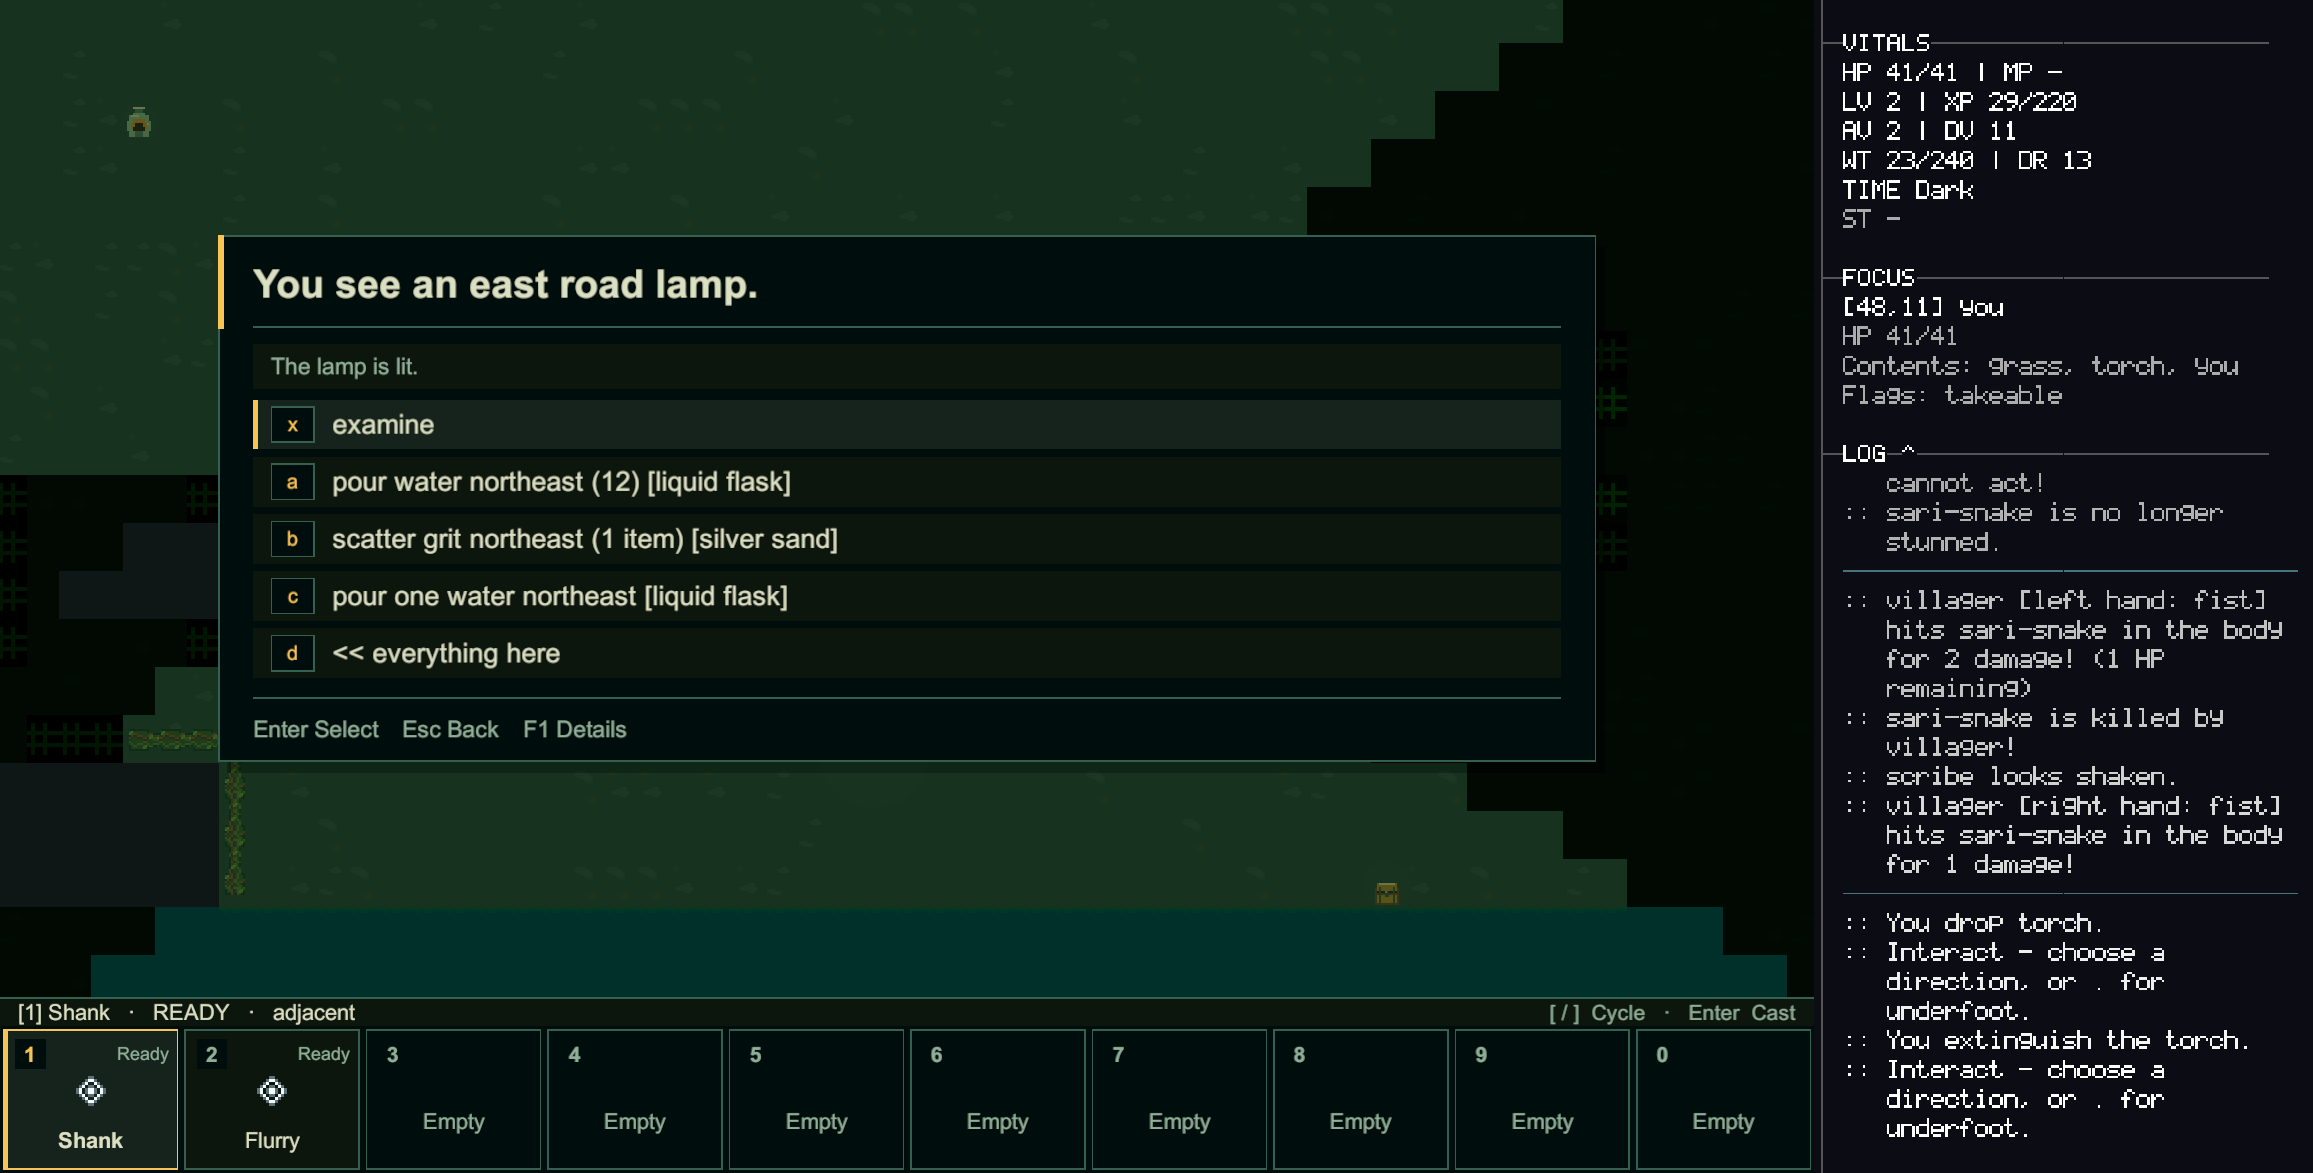 You see an east road lamp.
The lamp is lit.
x examine
a pour water northeast (12) [liquid flask]
b scatter grit northeast (1 item) [silver sand]
c pour one water northeast [liquid flask]
d << everything here
Enter Select Esc Back F1 Details
[1] Shank · READY · adjacent
[ / ] Cycle · Enter Cast
1 Ready Shank
2 Ready Flurry
3 Empty
4 Empty
5 Empty
6 Empty
7 Empty
8 Empty
9 Empty
0 Empty
VITALS
HP 41/41 | MP -
LV 2 | XP 29/220
AV 2 | DV 11
WT 23/240 | DR 13
TIME Dark
ST -
FOCUS
[48,11] You
HP 41/41
Contents: grass, torch, You
Flags: takeable
LOG ^
cannot act!
:: sari-snake is no longer
stunned.
:: villager [left hand: fist]
hits sari-snake in the body
for 2 damage! (1 HP
remaining)
:: sari-snake is killed by
villager!
:: scribe looks shaken.
:: villager [right hand: fist]
hits sari-snake in the body
for 1 damage!
:: You drop torch.
:: Interact - choose a
direction, or . for
underfoot.
:: You extinguish the torch.
:: Interact - choose a
direction, or . for
underfoot.